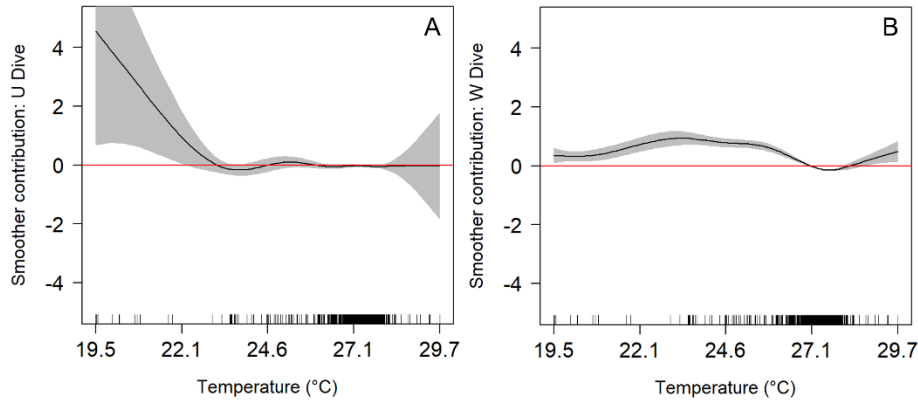 A
Smoother contribution: U Dive
4
2
0
-2
-4
19.5 22.1 24.6 27.1 29.7
Temperature (°C)
B
Smoother contribution: W Dive
4
2
0
-2
-4
19.5 22.1 24.6 27.1 29.7
Temperature (°C)